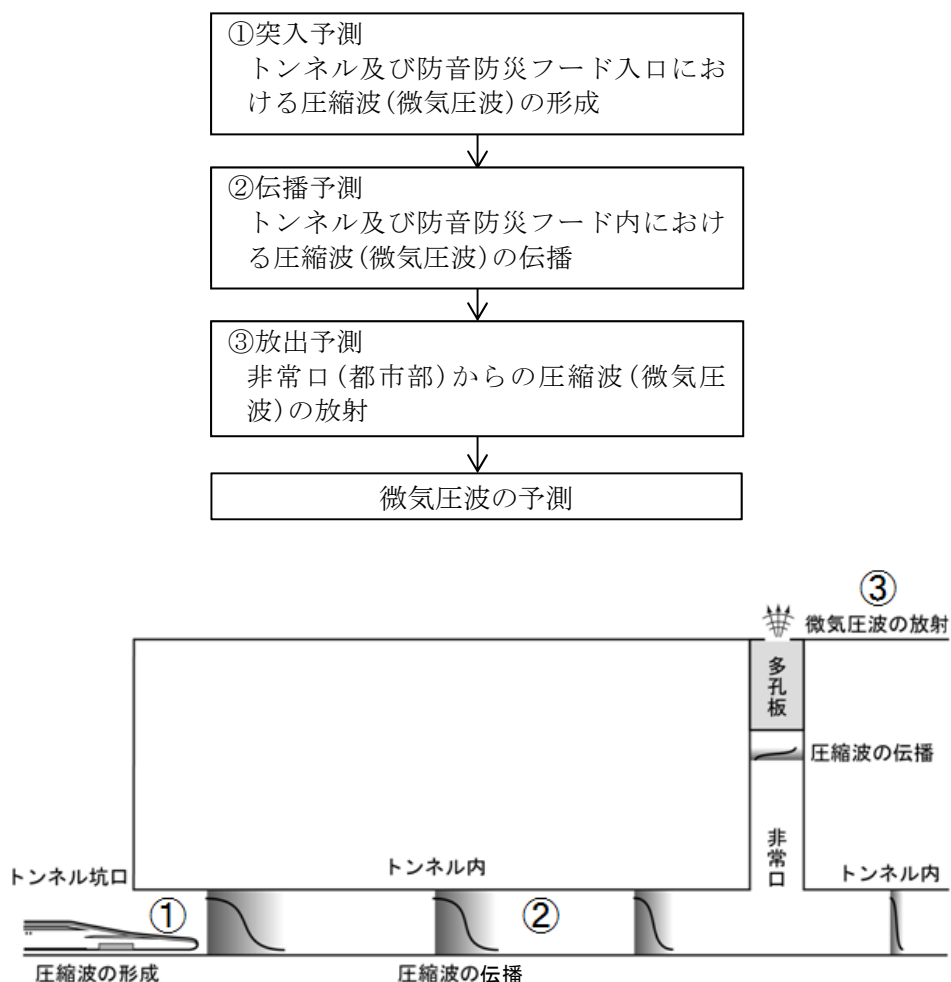 ①突入予測
トンネル及び防音防災フード入口にお
ける圧縮波(微気圧波)の形成
②伝播予測
トンネル及び防音防災フード内におけ
る圧縮波(微気圧波)の伝播
③放出予測
非常口(都市部)からの圧縮波(微気圧
波)の放射
微気圧波の予測
③
微気圧波の放射
多孔板
圧縮波の伝播
非常口
トンネル坑口
トンネル内
トンネル内
①
②
圧縮波の形成
圧縮波の伝播